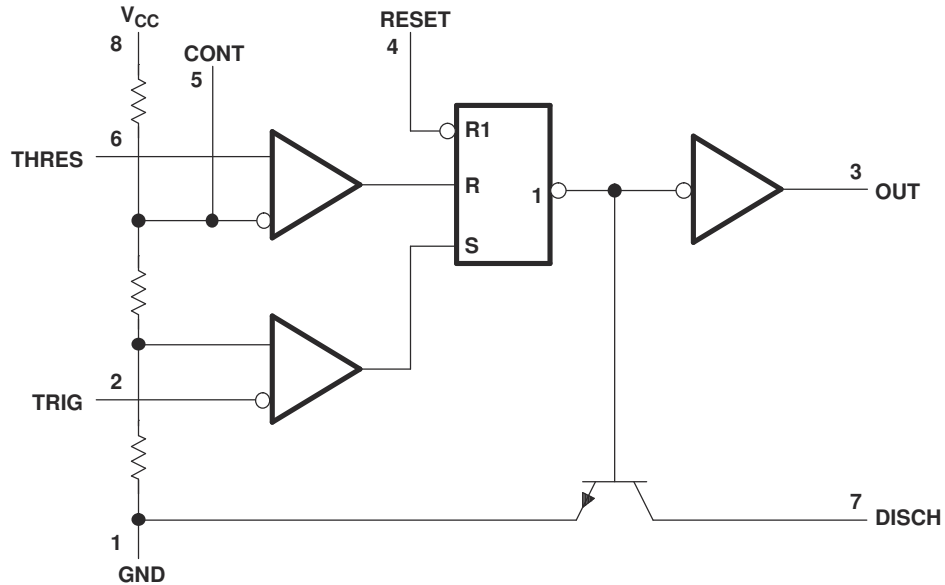 VCC
8
CONT
5
RESET
4
6
THRES
R1
R
1
S
3
OUT
2
TRIG
7
DISCH
1
GND